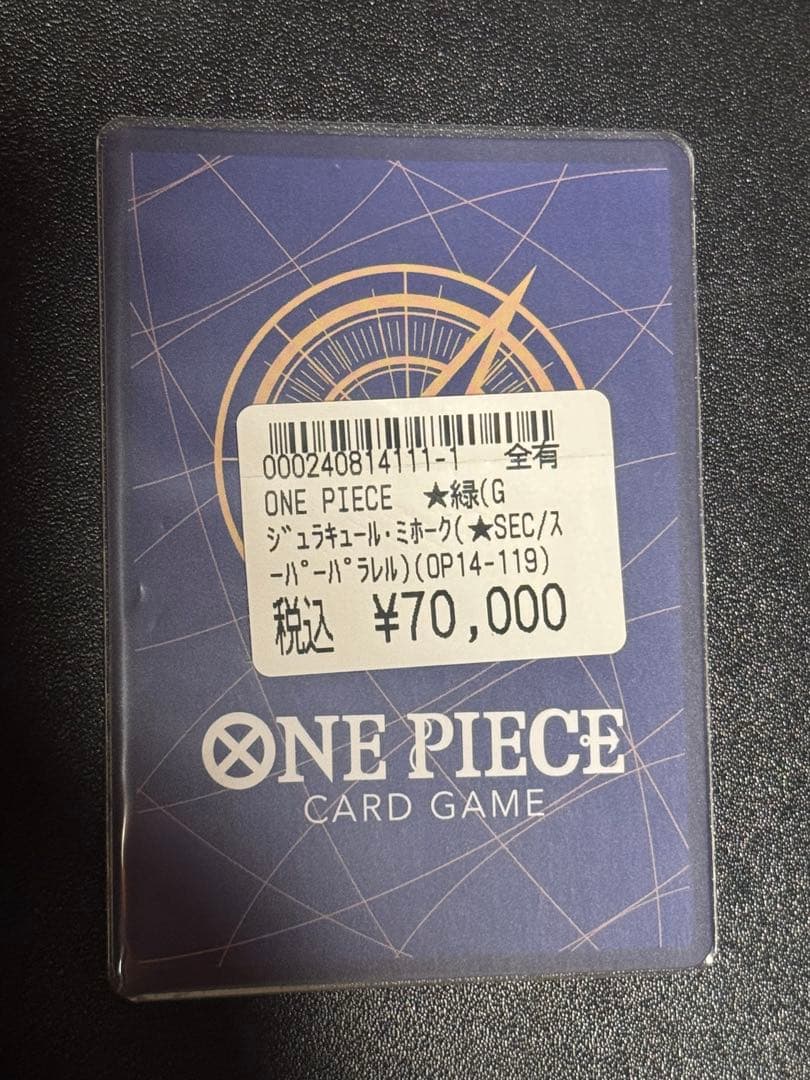 000240814111-1 全有
ONE PIECE ★緑(G
ｼﾞｭﾗｷｭｰﾙ･ﾐﾎｰｸ(★SEC/ｽ
ｰﾊﾟｰﾊﾟﾗﾚﾙ)(OP14-119)
税込 ¥70,000
ONE PIECE
CARD GAME